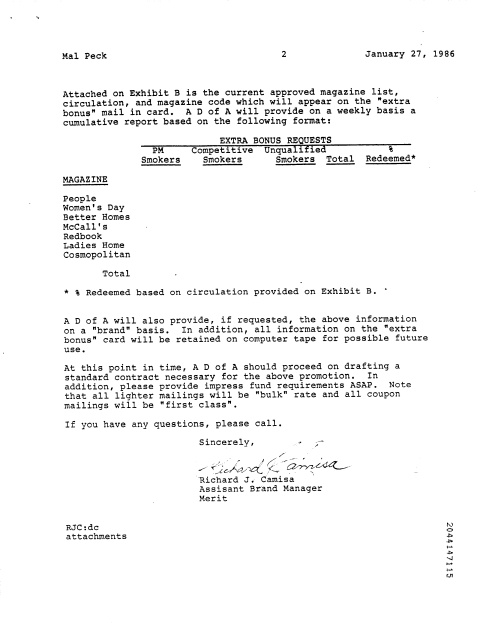 Mal Peck 2 January 27, 1986
Attached on Exhibit B is the current approved magazine list,
circulation, and magazine code which will appear on the "extra
bonus" mail in card. A D of A will provide on a weekly basis a
cumulative report based on the following format:
EXTRA BONUS REQUESTS
PM Competitive Unqualified %
Smokers Smokers Smokers Total Redeemed*
MAGAZINE
People
Women's Day
Better Homes
McCall's
Redbook
Ladies Home
Cosmopolitan
Total
* % Redeemed based on circulation provided on Exhibit B.
A D of A will also provide, if requested, the above information
on a "brand" basis. In addition, all information on the "extra
bonus" card will be retained on computer tape for possible future
use.
At this point in time, A D of A should proceed on drafting a
standard contract necessary for the above promotion. In
addition, please provide impress fund requirements ASAP. Note
that all lighter mailings will be "bulk" rate and all coupon
mailings will be "first class".
If you have any questions, please call.
Sincerely,
Richard J. Camisa
Richard J. Camisa
Assisant Brand Manager
Merit
RJC:dc
attachments
2044147115